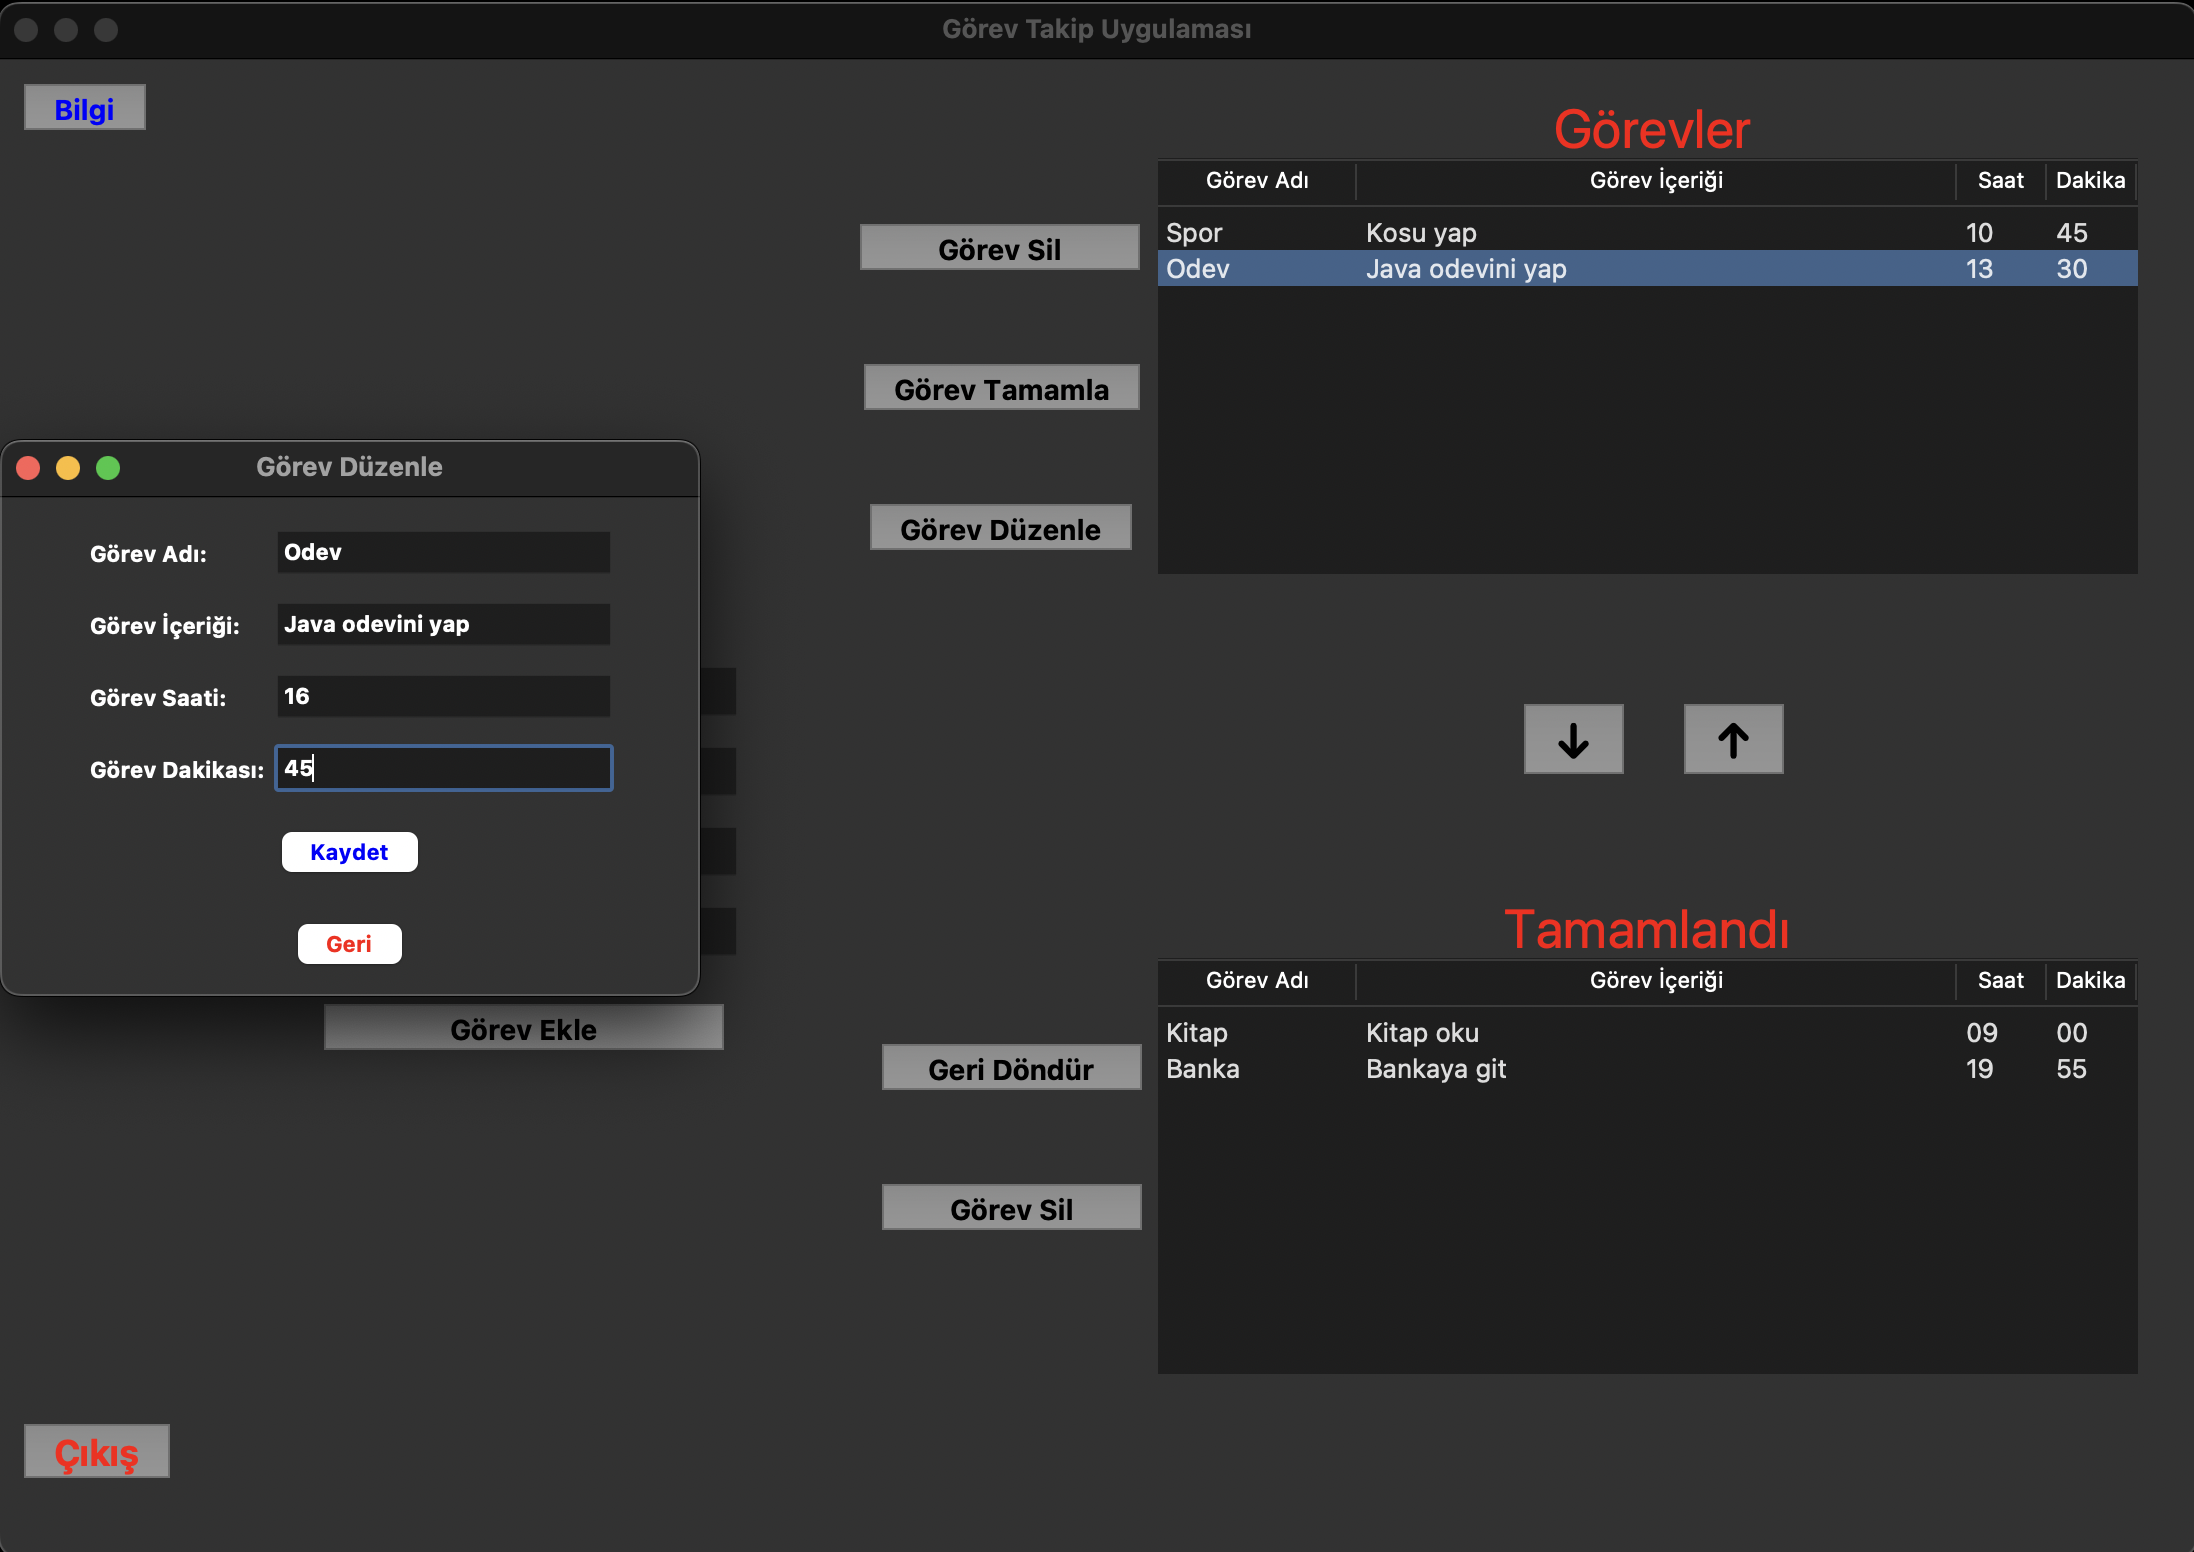 Görev Takip Uygulaması
Bilgi
Görevler
Görev Adı Görev İçeriği Saat Dakika
Spor Kosu yap 10 45
Odev Java odevini yap 13 30
Görev Sil
Görev Tamamla
Görev Düzenle
Görev Düzenle
Görev Adı: Odev
Görev İçeriği: Java odevini yap
Görev Saati: 16
Görev Dakikası: 45
Kaydet
Geri
Görev Ekle
↓ ↑
Tamamlandı
Görev Adı Görev İçeriği Saat Dakika
Kitap Kitap oku 09 00
Banka Bankaya git 19 55
Geri Döndür
Görev Sil
Çıkış